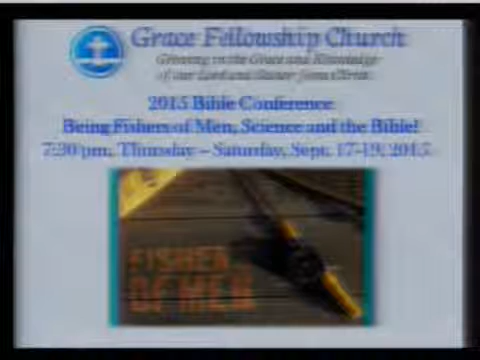 Grace Fellowship Church
Growing in the Grace and Knowledge
of our Lord and Savior Jesus Christ
2015 Bible Conference
Being Fishers of Men, Science and the Bible!
7:30 pm, Thursday – Saturday, Sept. 17-19, 2015
FISHER
OF MEN